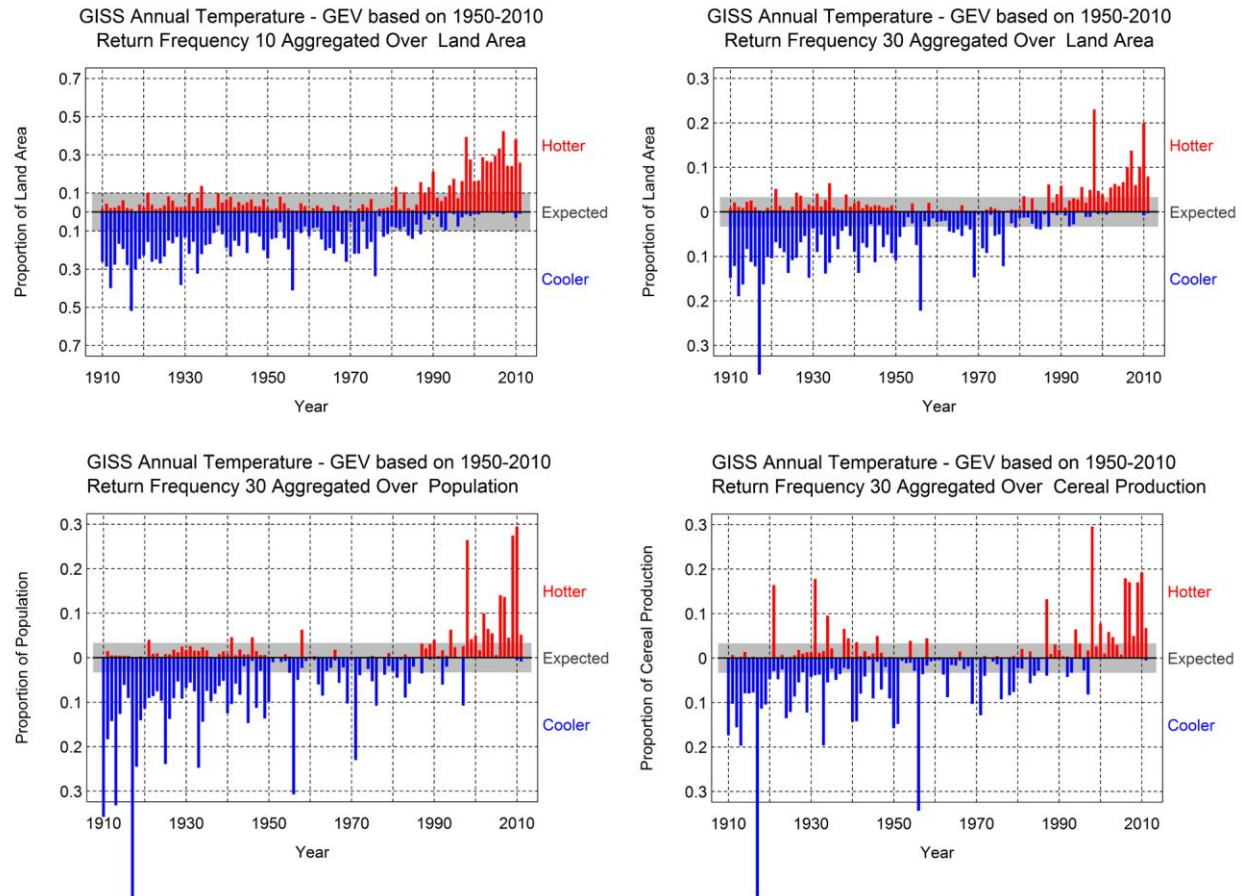 GISS Annual Temperature - GEV based on 1950-2010
Return Frequency 10 Aggregated Over Land Area
0.7
0.5
0.3
0.1
0
0.1
0.3
0.5
0.7
Proportion of Land Area
Hotter
Expected
Cooler
1910 1930 1950 1970 1990 2010
Year
GISS Annual Temperature - GEV based on 1950-2010
Return Frequency 30 Aggregated Over Land Area
0.3
0.2
0.1
0
0.1
0.2
0.3
Proportion of Land Area
Hotter
Expected
Cooler
1910 1930 1950 1970 1990 2010
Year
GISS Annual Temperature - GEV based on 1950-2010
Return Frequency 30 Aggregated Over Population
0.3
0.2
0.1
0
0.1
0.2
0.3
Proportion of Population
Hotter
Expected
Cooler
1910 1930 1950 1970 1990 2010
Year
GISS Annual Temperature - GEV based on 1950-2010
Return Frequency 30 Aggregated Over Cereal Production
0.3
0.2
0.1
0
0.1
0.2
0.3
Proportion of Cereal Production
Hotter
Expected
Cooler
1910 1930 1950 1970 1990 2010
Year